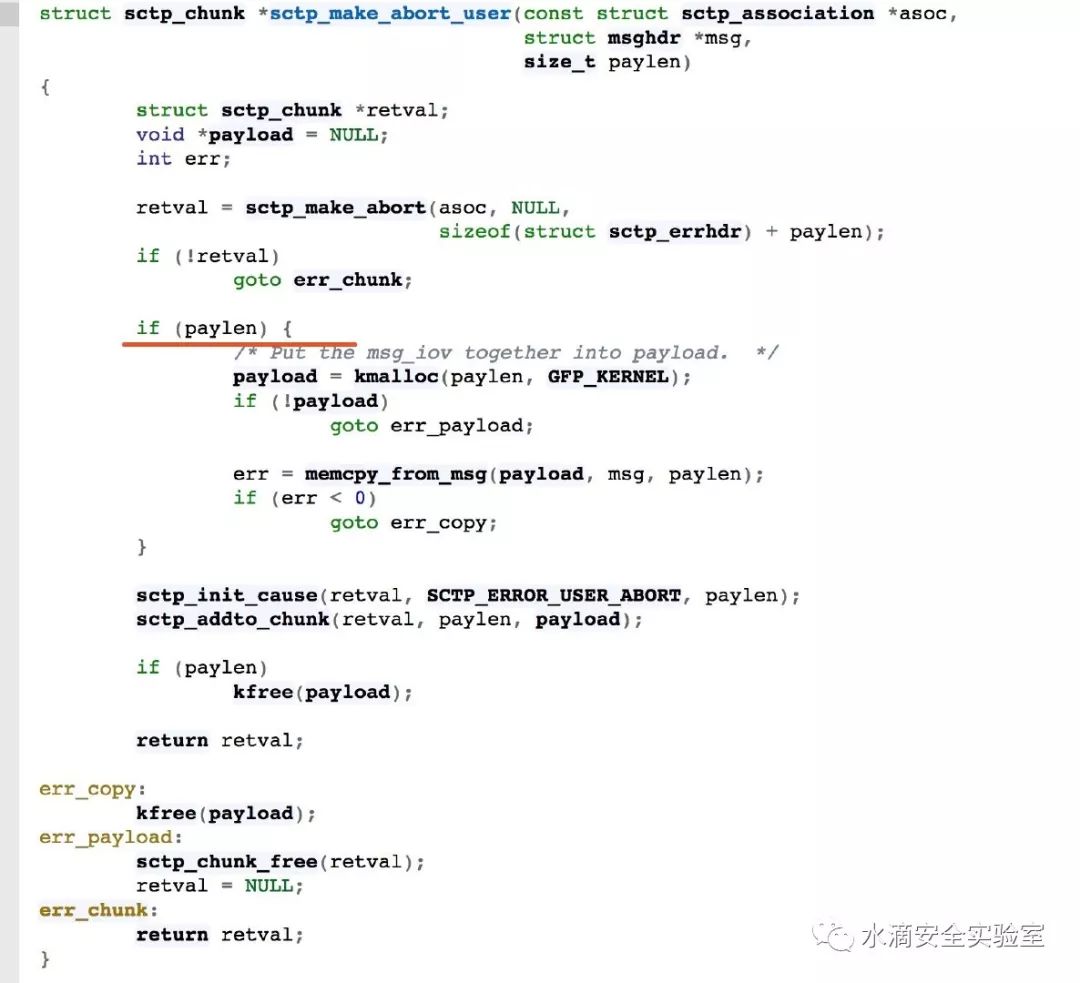 struct sctp_chunk *sctp_make_abort_user(const struct sctp_association *asoc,
struct msghdr *msg,
size_t paylen)
{
struct sctp_chunk *retval;
void *payload = NULL;
int err;
retval = sctp_make_abort(asoc, NULL,
sizeof(struct sctp_errhdr) + paylen);
if (!retval)
goto err_chunk;
if (paylen) {
/* Put the msg_iov together into payload.  */
payload = kmalloc(paylen, GFP_KERNEL);
if (!payload)
goto err_payload;
err = memcpy_from_msg(payload, msg, paylen);
if (err < 0)
goto err_copy;
}
sctp_init_cause(retval, SCTP_ERROR_USER_ABORT, paylen);
sctp_addto_chunk(retval, paylen, payload);
if (paylen)
kfree(payload);
return retval;
err_copy:
kfree(payload);
err_payload:
sctp_chunk_free(retval);
retval = NULL;
err_chunk:
return retval;
}
水滴安全实验室